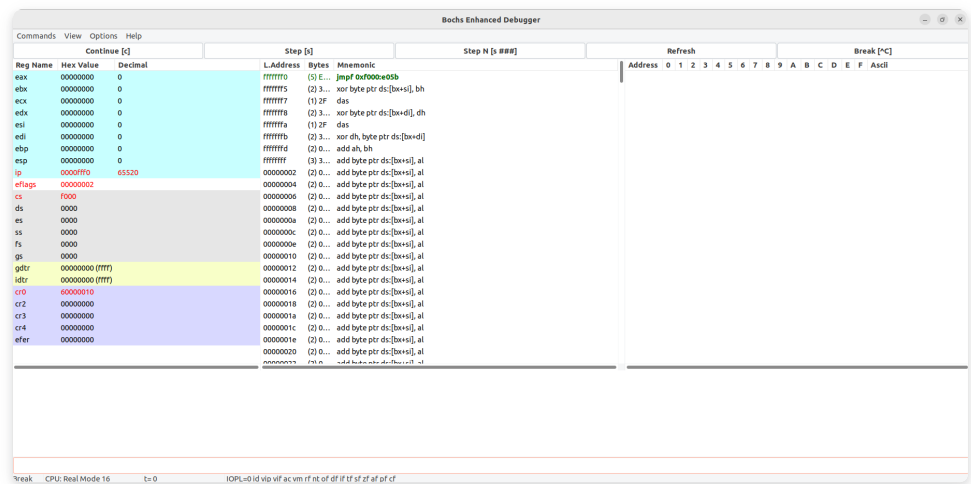 Bochs Enhanced Debugger
Commands View Options Help
Continue [c] Step [s] Step N [s ###] Refresh Break [^C]
Reg Name Hex Value Decimal
eax 00000000 0
ebx 00000000 0
ecx 00000000 0
edx 00000000 0
esi 00000000 0
edi 00000000 0
ebp 00000000 0
esp 00000000 0
ip 0000fff0 65520
eflags 00000002
cs f000
ds 0000
es 0000
ss 0000
fs 0000
gs 0000
gdtr 00000000 (ffff)
idtr 00000000 (ffff)
cr0 60000010
cr2 00000000
cr3 00000000
cr4 00000000
efer 00000000
L.Address Bytes Mnemonic
fffffff0 (5) E... jmpf 0xf000:e05b
fffffff5 (2) 3... xor byte ptr ds:[bx+si], bh
fffffff7 (1) 2F das
fffffff8 (2) 3... xor byte ptr ds:[bx+di], dh
fffffffa (1) 2F das
fffffffb (2) 3... xor dh, byte ptr ds:[bx+di]
fffffffd (2) 0... add ah, bh
ffffffff (3) 3... add byte ptr ds:[bx+si], al
00000002 (2) 0... add byte ptr ds:[bx+si], al
00000004 (2) 0... add byte ptr ds:[bx+si], al
00000006 (2) 0... add byte ptr ds:[bx+si], al
00000008 (2) 0... add byte ptr ds:[bx+si], al
0000000a (2) 0... add byte ptr ds:[bx+si], al
0000000c (2) 0... add byte ptr ds:[bx+si], al
0000000e (2) 0... add byte ptr ds:[bx+si], al
00000010 (2) 0... add byte ptr ds:[bx+si], al
00000012 (2) 0... add byte ptr ds:[bx+si], al
00000014 (2) 0... add byte ptr ds:[bx+si], al
00000016 (2) 0... add byte ptr ds:[bx+si], al
00000018 (2) 0... add byte ptr ds:[bx+si], al
0000001a (2) 0... add byte ptr ds:[bx+si], al
0000001c (2) 0... add byte ptr ds:[bx+si], al
0000001e (2) 0... add byte ptr ds:[bx+si], al
00000020 (2) 0... add byte ptr ds:[bx+si], al
00000022 (2) 0... add byte ptr ds:[bx+si], al
Address 0 1 2 3 4 5 6 7 8 9 A B C D E F Ascii
Break CPU: Real Mode 16 t= 0 IOPL=0 id vip vif ac vm rf nt of df if tf sf zf af pf cf